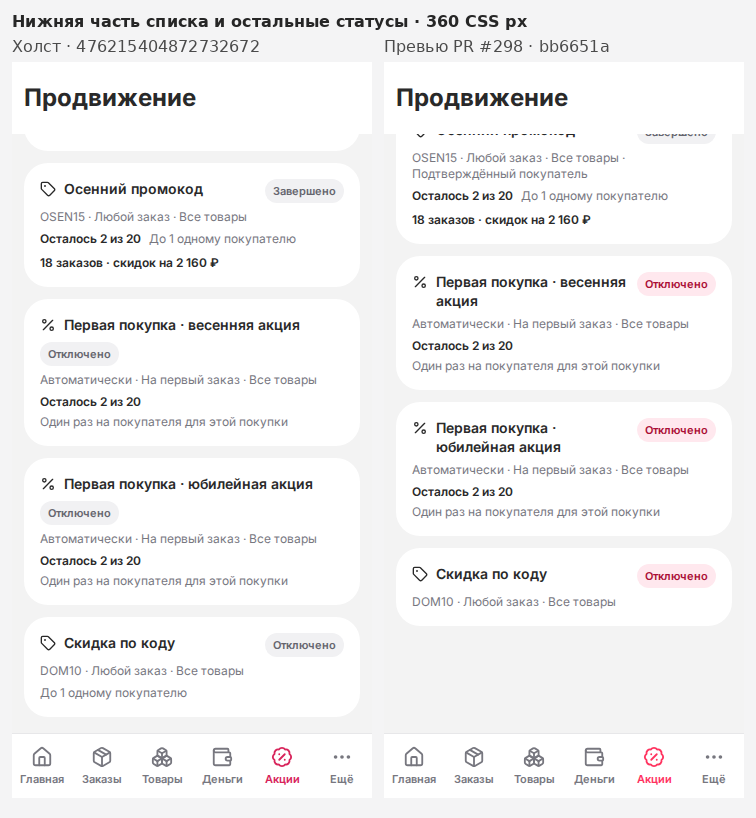 Нижняя часть списка и остальные статусы · 360 CSS px
Холст · 476215404872732672
Превью PR #298 · bb6651a
Продвижение
Осенний промокод
Завершено
OSEN15 · Любой заказ · Все товары
Осталось 2 из 20 До 1 одному покупателю
18 заказов · скидок на 2 160 ₽
Первая покупка · весенняя акция
Отключено
Автоматически · На первый заказ · Все товары
Осталось 2 из 20
Один раз на покупателя для этой покупки
Первая покупка · юбилейная акция
Отключено
Автоматически · На первый заказ · Все товары
Осталось 2 из 20
Один раз на покупателя для этой покупки
Скидка по коду
Отключено
DOM10 · Любой заказ · Все товары
До 1 одному покупателю
Главная Заказы Товары Деньги Акции Ещё
Продвижение
Осенний промокод
Завершено
OSEN15 · Любой заказ · Все товары ·
Подтверждённый покупатель
Осталось 2 из 20 До 1 одному покупателю
18 заказов · скидка на 2 160 ₽
Первая покупка · весенняя
акция
Отключено
Автоматически · На первый заказ · Все товары
Осталось 2 из 20
Один раз на покупателя для этой покупки
Первая покупка ·
юбилейная акция
Отключено
Автоматически · На первый заказ · Все товары
Осталось 2 из 20
Один раз на покупателя для этой покупки
Скидка по коду
Отключено
DOM10 · Любой заказ · Все товары
Главная Заказы Товары Деньги Акции Ещё